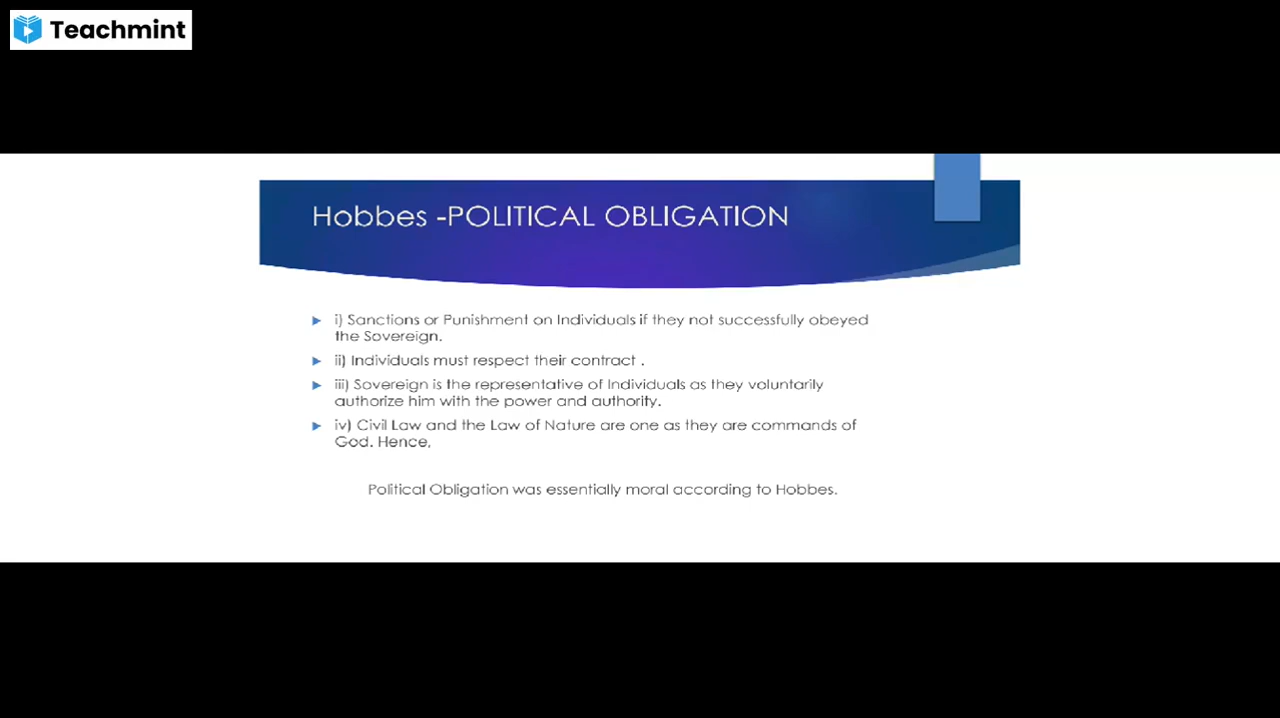 Teachmint
Hobbes -POLITICAL OBLIGATION
i) Sanctions or Punishment on Individuals if they not successfully obeyed
the Sovereign.
ii) Individuals must respect their contract .
iii) Sovereign is the representative of Individuals as they voluntarily
authorize him with the power and authority.
iv) Civil Law and the Law of Nature are one as they are commands of
God. Hence,
Political Obligation was essentially moral according to Hobbes.